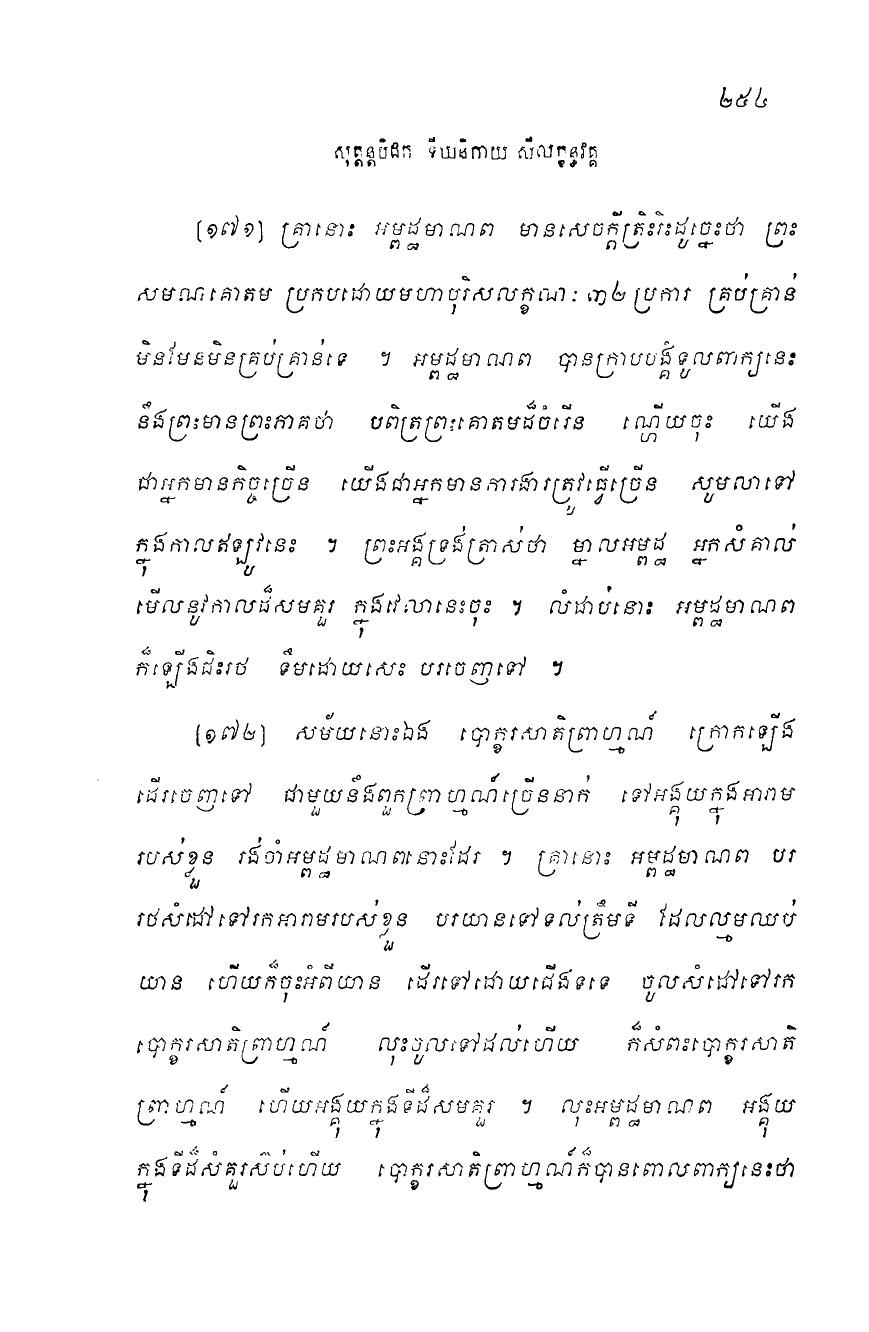 ២៥៤
សុត្តន្តបិដក ទីឃនិកាយ សីលក្ខន្ធវគ្គ
[១៧១] គ្រានោះ អម្ពដ្ឋមាណព មានសេចក្តីត្រិះរិះដូច្នេះថា ព្រះ
សមណគោតម ប្រកបដោយមហាបុរិសលក្ខណៈ ៣២ ប្រការ គ្រប់គ្រាន់
មិនមែនមិនគ្រប់គ្រាន់ទេ ។ អម្ពដ្ឋមាណព បានក្រាបបង្គំទូលពាក្យនេះ
នឹងព្រះមានព្រះភាគថា បពិត្រព្រះគោតមដ៏ចំរើន ណ្ហើយចុះ យើង
ជាអ្នកមានកិច្ចច្រើន យើងជាអ្នកមានការងារត្រូវធ្វើច្រើន សូមលាទៅ
ក្នុងកាលឥឡូវនេះ ។ ព្រះអង្គទ្រង់ត្រាស់ថា ម្នាលអម្ពដ្ឋ អ្នកសំគាល់
មើលនូវកាលដ៏សមគួរ ក្នុងវេលានេះចុះ ។ លំដាប់នោះ អម្ពដ្ឋមាណព
ក៏ឡើងជិះរថ ទឹមដោយសេះ បរចេញទៅ ។
[១៧២] សម័យនោះឯង បោក្ខរសាតិព្រាហ្មណ៍ ក្រោកឡើង
ដើរចេញទៅ ជាមួយនឹងពួកព្រាហ្មណ៍ច្រើននាក់ ទៅអង្គុយក្នុងអារាម
របស់ខ្លួន រង់ចាំអម្ពដ្ឋមាណពនោះដែរ ។ គ្រានោះ អម្ពដ្ឋមាណព បរ
រថសំដៅទៅរកអារាមរបស់ខ្លួន បរយានទៅទល់ត្រឹមទី ដែលល្មមឈប់
យាន ហើយក៏ចុះអំពីយាន ដើរទៅដោយជើងទទេ ចូលសំដៅទៅរក
បោក្ខរសាតិព្រាហ្មណ៍ លុះចូលទៅដល់ហើយ ក៏សំពះបោក្ខរសាតិ
ព្រាហ្មណ៍ ហើយអង្គុយក្នុងទីដ៏សមគួរ ។ លុះអម្ពដ្ឋមាណព អង្គុយ
ក្នុងទីដ៏សំគួរស៊ប់ហើយ បោក្ខរសាតិព្រាហ្មណ៍ក៏បានពោលពាក្យនេះថា